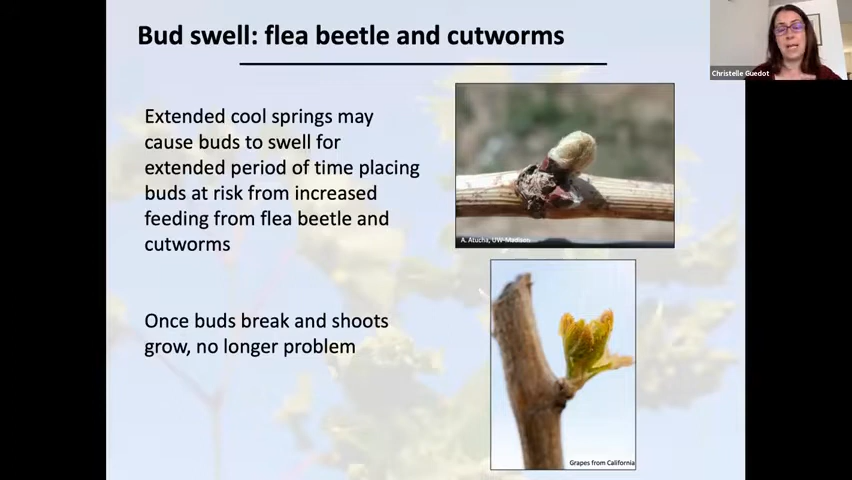 Bud swell: flea beetle and cutworms
Christelle Guedot
Extended cool springs may
cause buds to swell for
extended period of time placing
buds at risk from increased
feeding from flea beetle and
cutworms
A. Atucha, UW-Madison
Once buds break and shoots
grow, no longer problem
Grapes from California